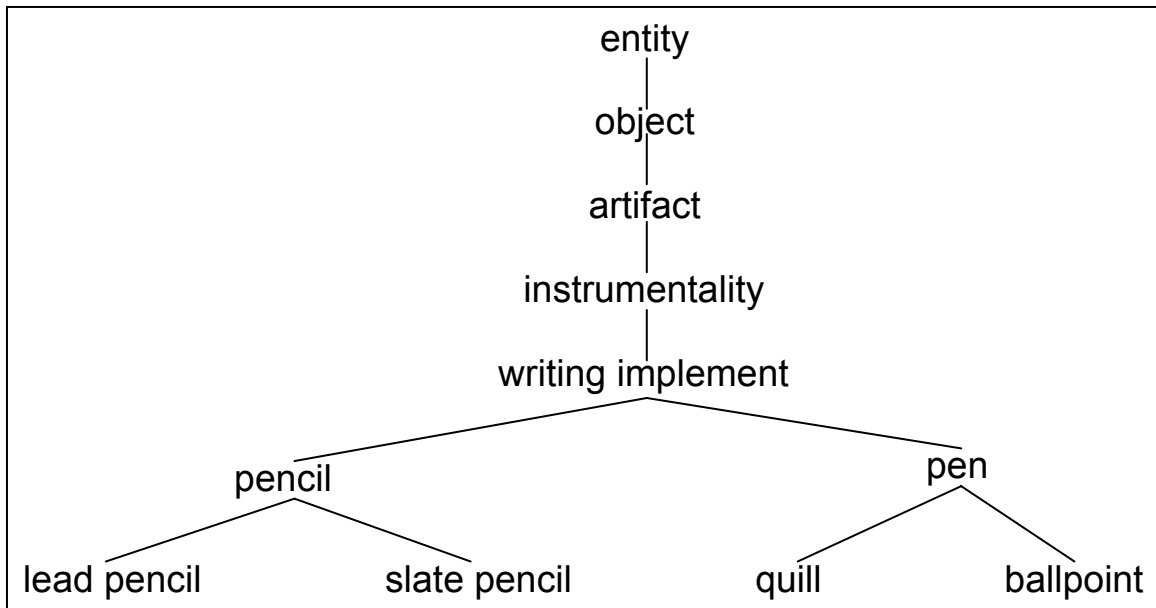 entity
object
artifact
instrumentality
writing implement
pencil
pen
lead pencil
slate pencil
quill
ballpoint